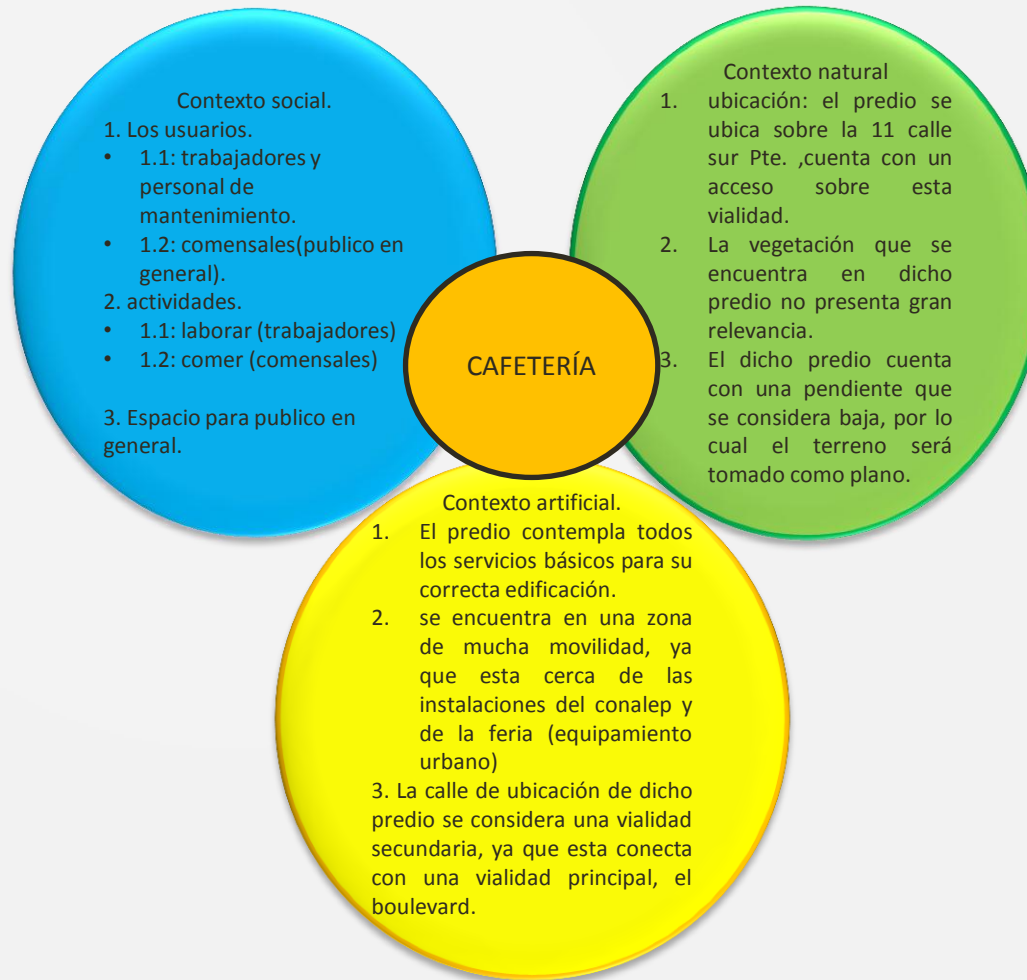 Contexto social.
1. Los usuarios.
• 1.1: trabajadores y
personal de
mantenimiento.
• 1.2: comensales(publico en
general).
2. actividades.
• 1.1: laborar (trabajadores)
• 1.2: comer (comensales)
3. Espacio para publico en
general.
Contexto natural
1. ubicación: el predio se
ubica sobre la 11 calle
sur Pte. ,cuenta con un
acceso sobre esta
vialidad.
2. La vegetación que se
encuentra en dicho
predio no presenta gran
relevancia.
3. El dicho predio cuenta
con una pendiente que
se considera baja, por lo
cual el terreno será
tomado como plano.
CAFETERÍA
Contexto artificial.
1. El predio contempla todos
los servicios básicos para su
correcta edificación.
2. se encuentra en una zona
de mucha movilidad, ya
que esta cerca de las
instalaciones del conalep y
de la feria (equipamiento
urbano)
3. La calle de ubicación de dicho
predio se considera una vialidad
secundaria, ya que esta conecta
con una vialidad principal, el
boulevard.